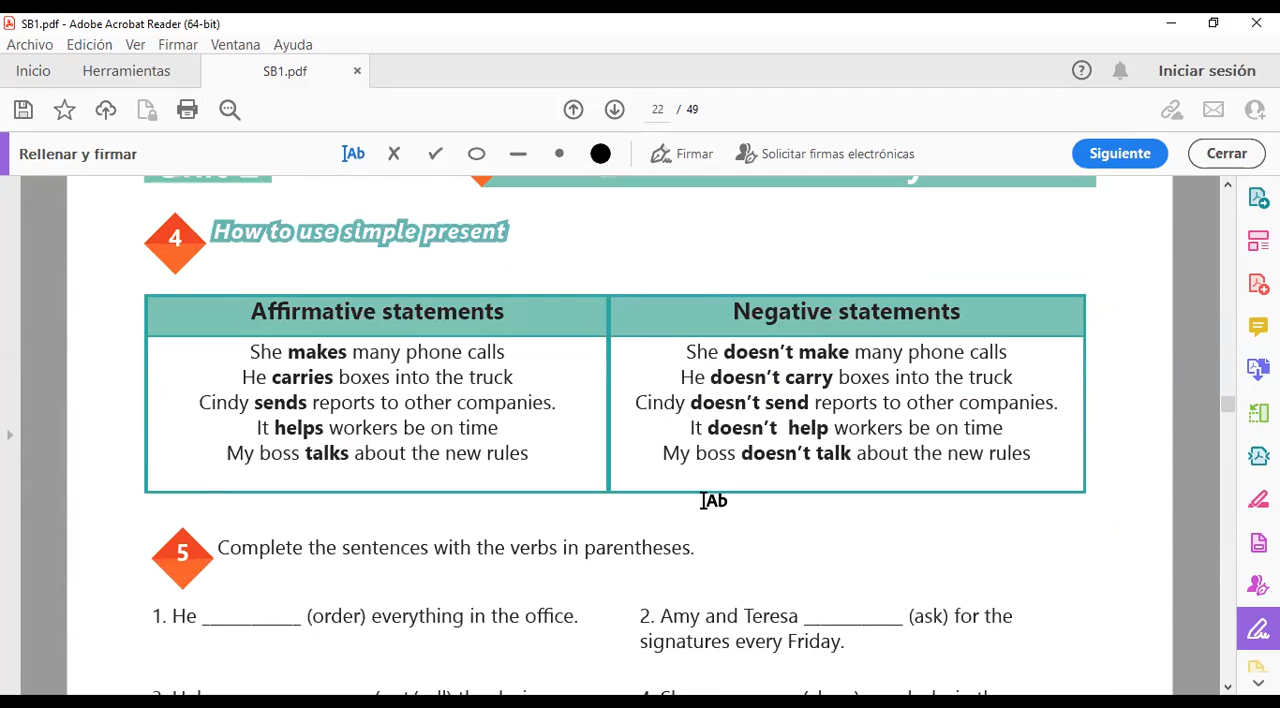 SB1.pdf - Adobe Acrobat Reader (64-bit)
Archivo Edición Ver Firmar Ventana Ayuda
Inicio Herramientas SB1.pdf × ? Iniciar sesión
22 / 49
Rellenar y firmar Ab Firmar Solicitar firmas electrónicas Siguiente Cerrar
4 How to use simple present
Affirmative statements
She makes many phone calls
He carries boxes into the truck
Cindy sends reports to other companies.
It helps workers be on time
My boss talks about the new rules
Negative statements
She doesn't make many phone calls
He doesn't carry boxes into the truck
Cindy doesn't send reports to other companies.
It doesn't help workers be on time
My boss doesn't talk about the new rules
Ab
5 Complete the sentences with the verbs in parentheses.
1. He __________ (order) everything in the office.
2. Amy and Teresa __________ (ask) for the
signatures every Friday.